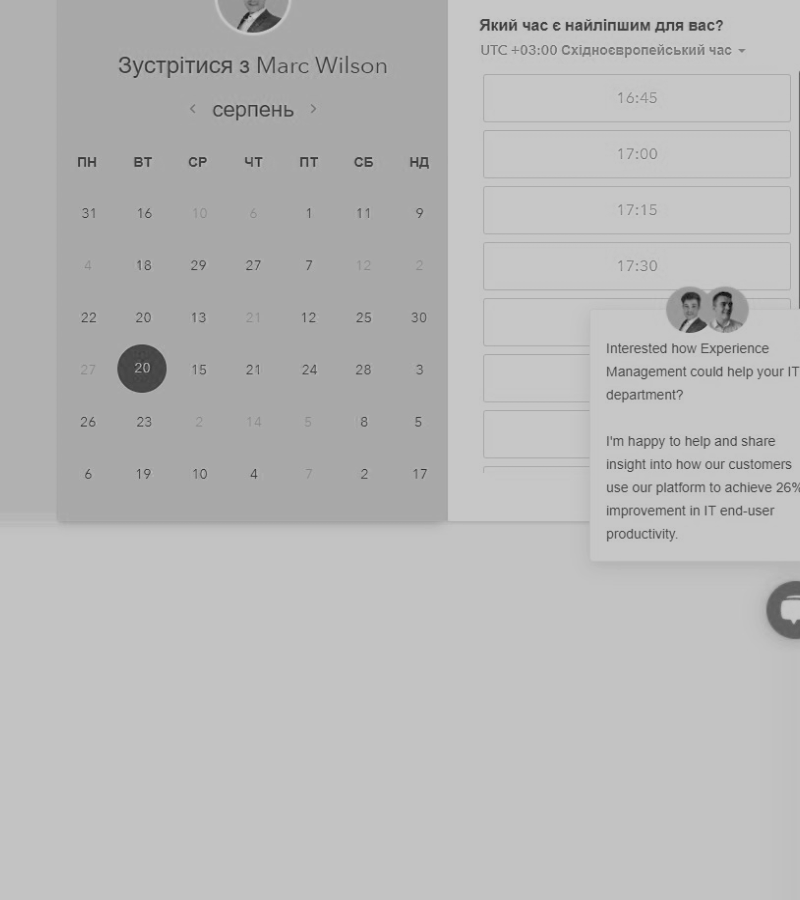 Зустрітися з Marc Wilson
серпень
ПН ВТ СР ЧТ ПТ СБ НД
31 16 10 6 1 11 9
4 18 29 27 7 12 2
22 20 13 21 12 25 30
27 20 15 21 24 28 3
26 23 2 14 5 8 5
6 19 10 4 7 2 17
Який час є найліпшим для вас?
UTC +03:00 Східноєвропейський час
16:45
17:00
17:15
17:30
Interested how Experience
Management could help your IT
department?
I'm happy to help and share
insight into how our customers
use our platform to achieve 26%
improvement in IT end-user
productivity.